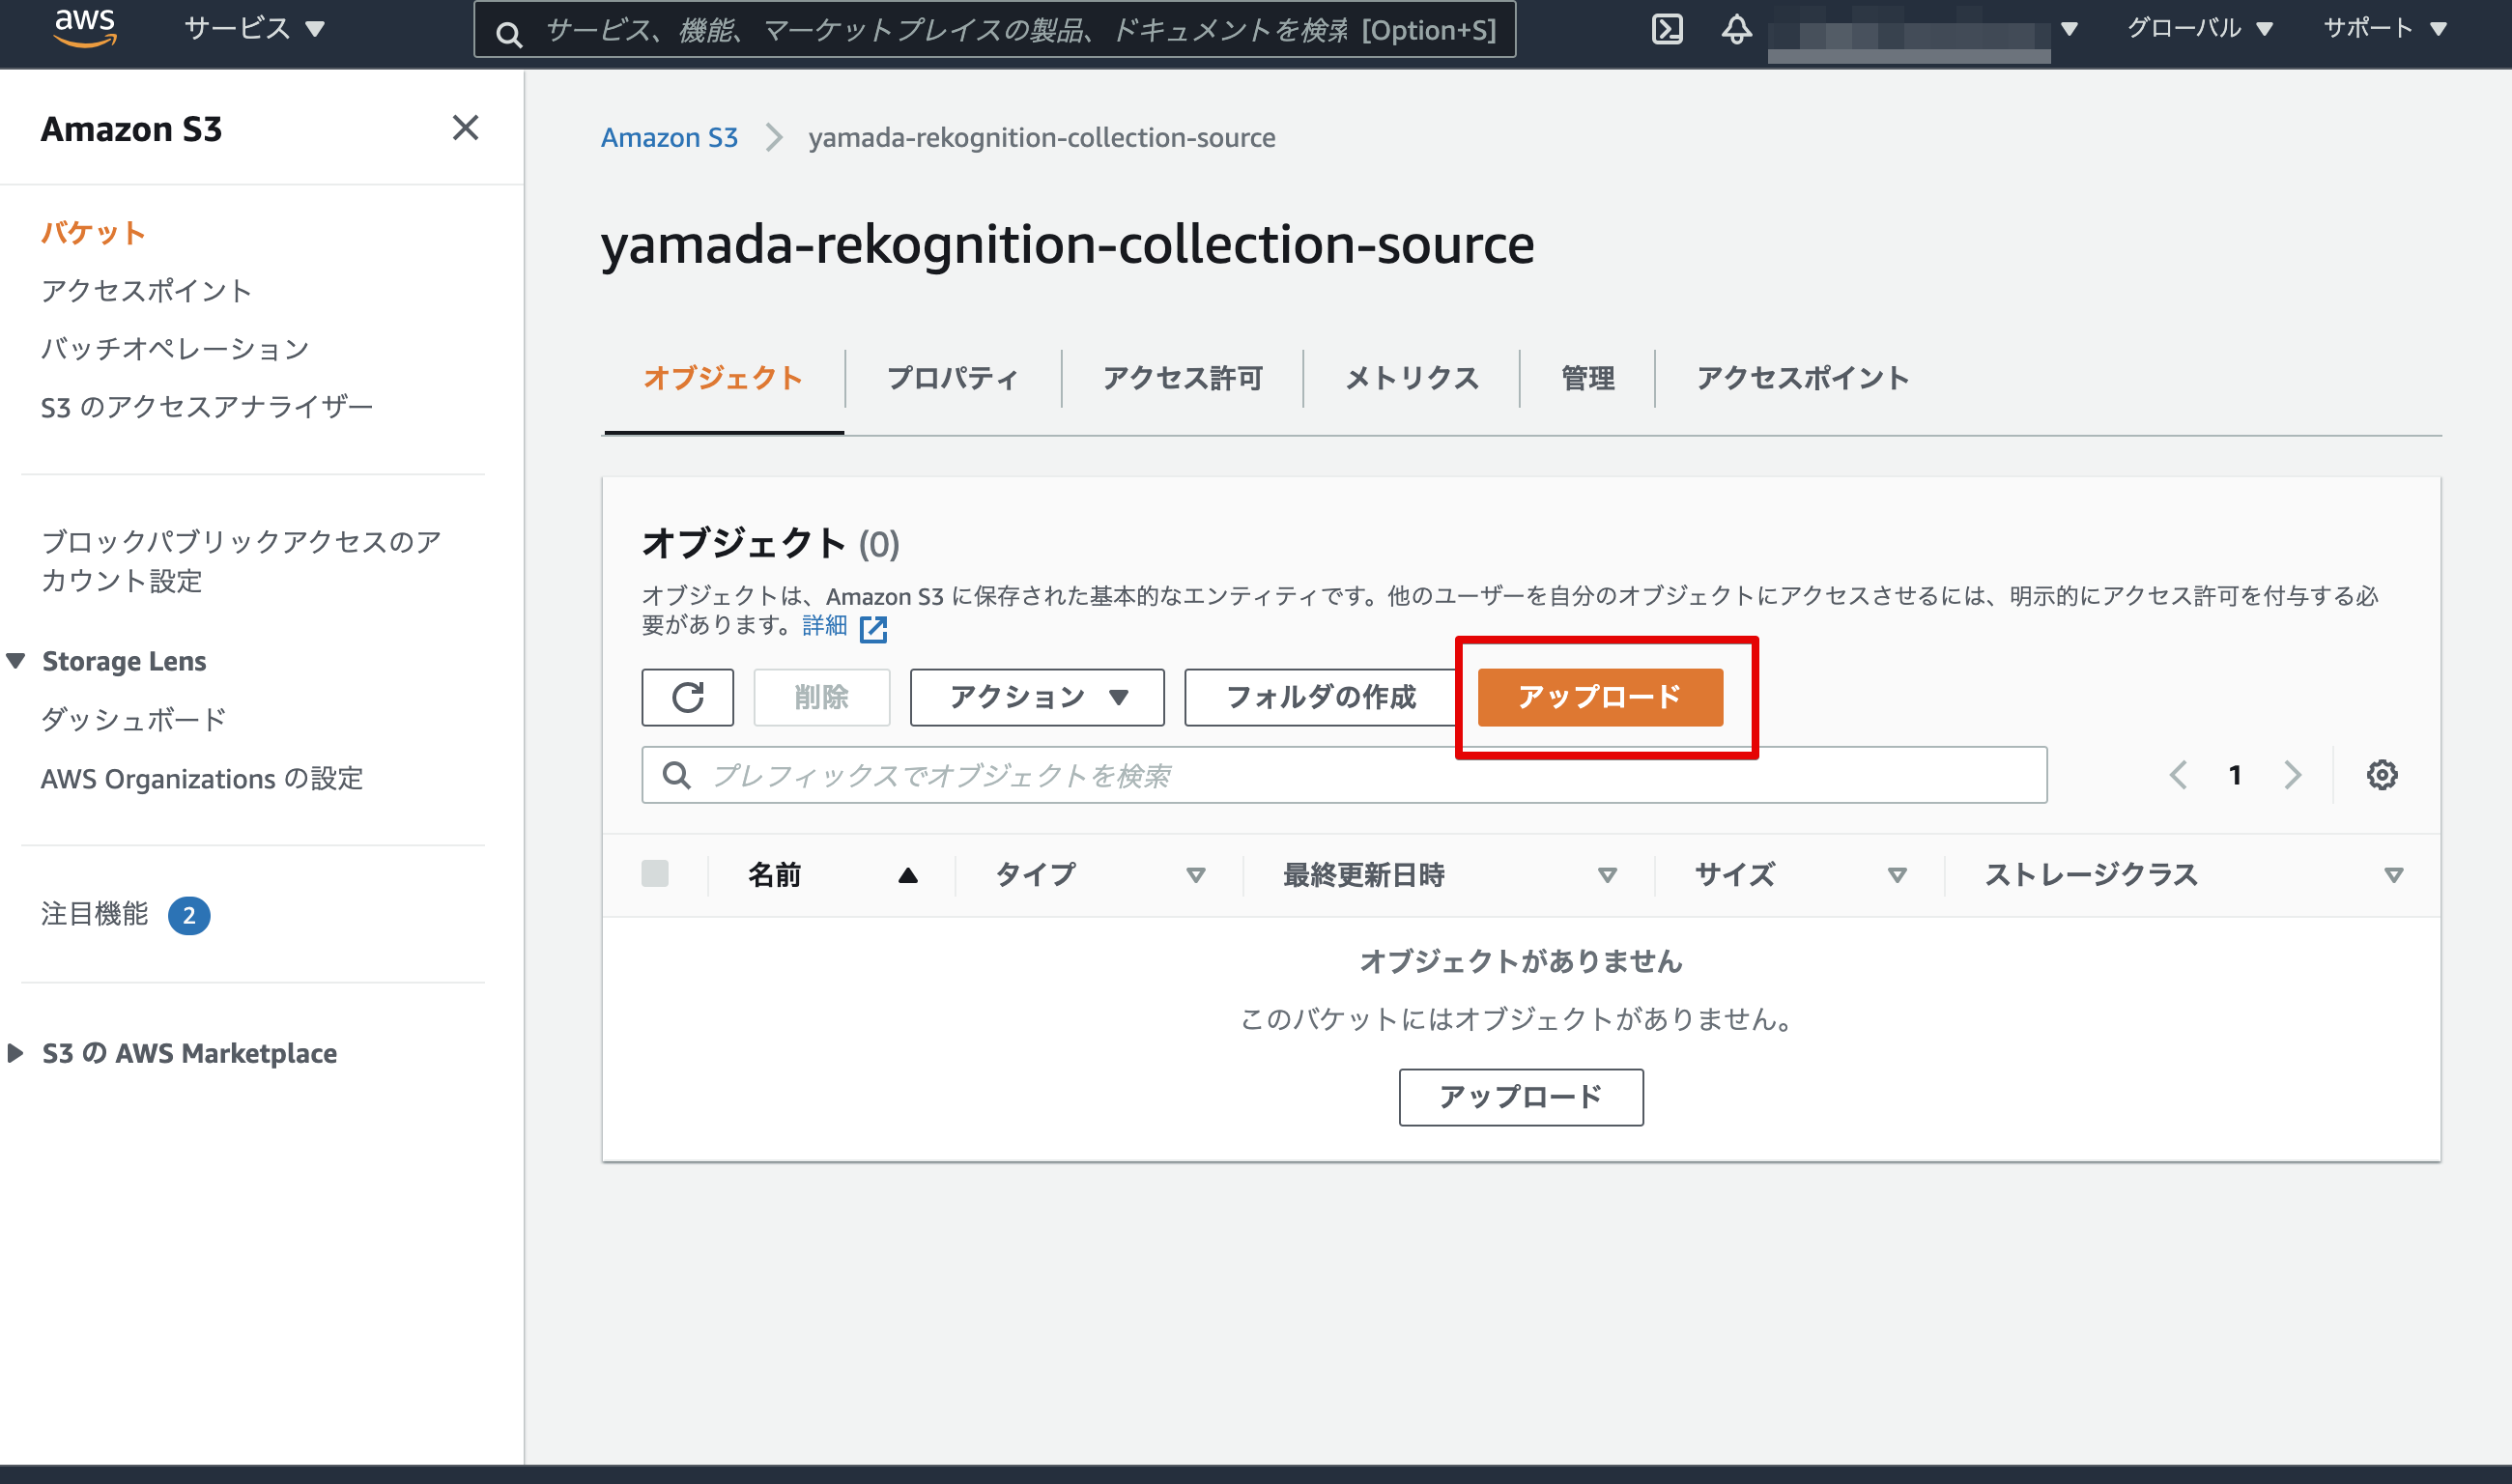 aws
サービス
サービス、機能、マーケットプレイスの製品、ドキュメントを検索 [Option+S]
グローバル
サポート
Amazon S3
バケット
アクセスポイント
バッチオペレーション
S3 のアクセスアナライザー
ブロックパブリックアクセスのア
カウント設定
Storage Lens
ダッシュボード
AWS Organizations の設定
注目機能 2
S3 の AWS Marketplace
Amazon S3 yamada-rekognition-collection-source
yamada-rekognition-collection-source
オブジェクト プロパティ アクセス許可 メトリクス 管理 アクセスポイント
オブジェクト (0)
オブジェクトは、Amazon S3 に保存された基本的なエンティティです。他のユーザーを自分のオブジェクトにアクセスさせるには、明示的にアクセス許可を付与する必
要があります。詳細
削除 アクション フォルダの作成 アップロード
プレフィックスでオブジェクトを検索 1
名前 タイプ 最終更新日時 サイズ ストレージクラス
オブジェクトがありません
このバケットにはオブジェクトがありません。
アップロード